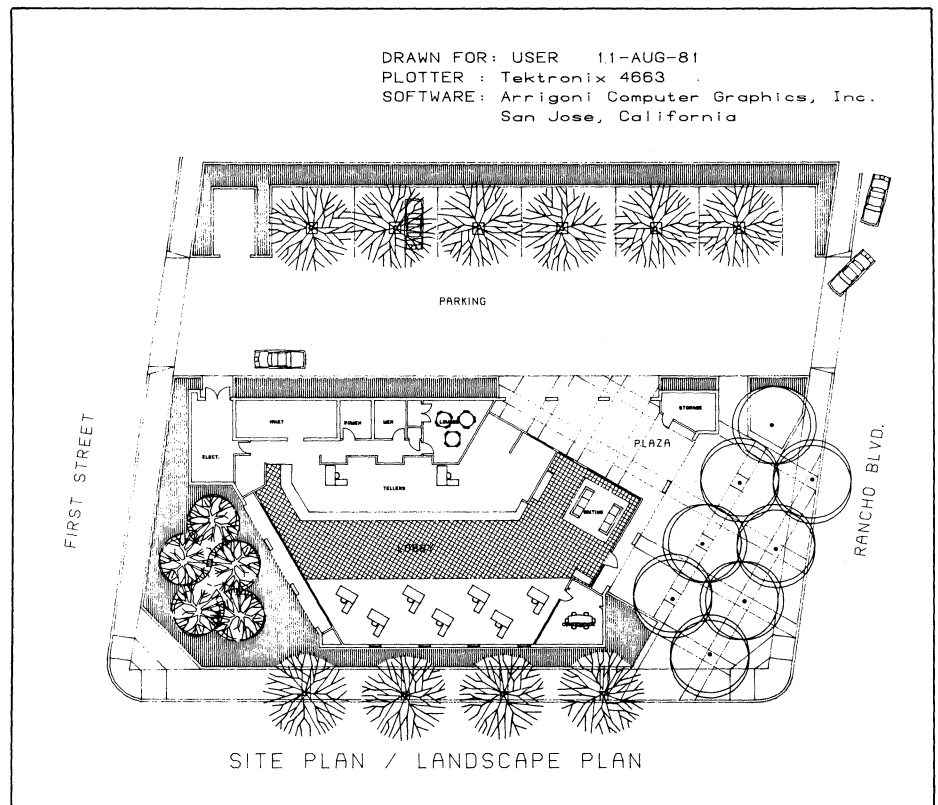 DRAWN FOR: USER 11-AUG-81
PLOTTER : Tektronix 4663
SOFTWARE: Arrigoni Computer Graphics, Inc.
San Jose, California
PARKING
VAULT
WOMEN
MEN
LOUNGE
STORAGE
PLAZA
ELECT.
TELLERS
WAITING
LOBBY
FIRST STREET
RANCHO BLVD.
SITE PLAN / LANDSCAPE PLAN